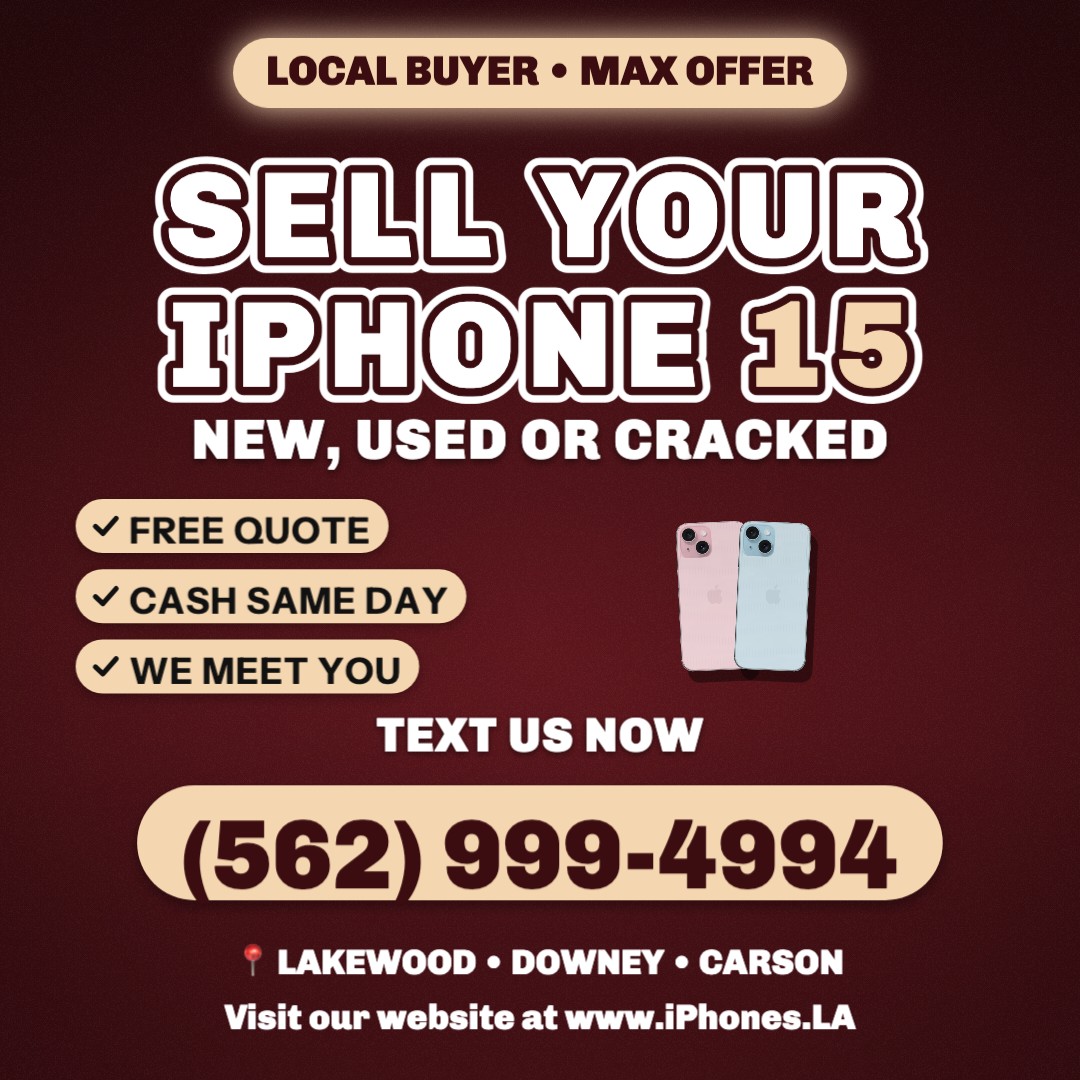 LOCAL BUYER • MAX OFFER
SELL YOUR
IPHONE 15
NEW, USED OR CRACKED
✓ FREE QUOTE
✓ CASH SAME DAY
✓ WE MEET YOU
TEXT US NOW
(562) 999-4994
📍 LAKEWOOD • DOWNEY • CARSON
Visit our website at www.iPhones.LA